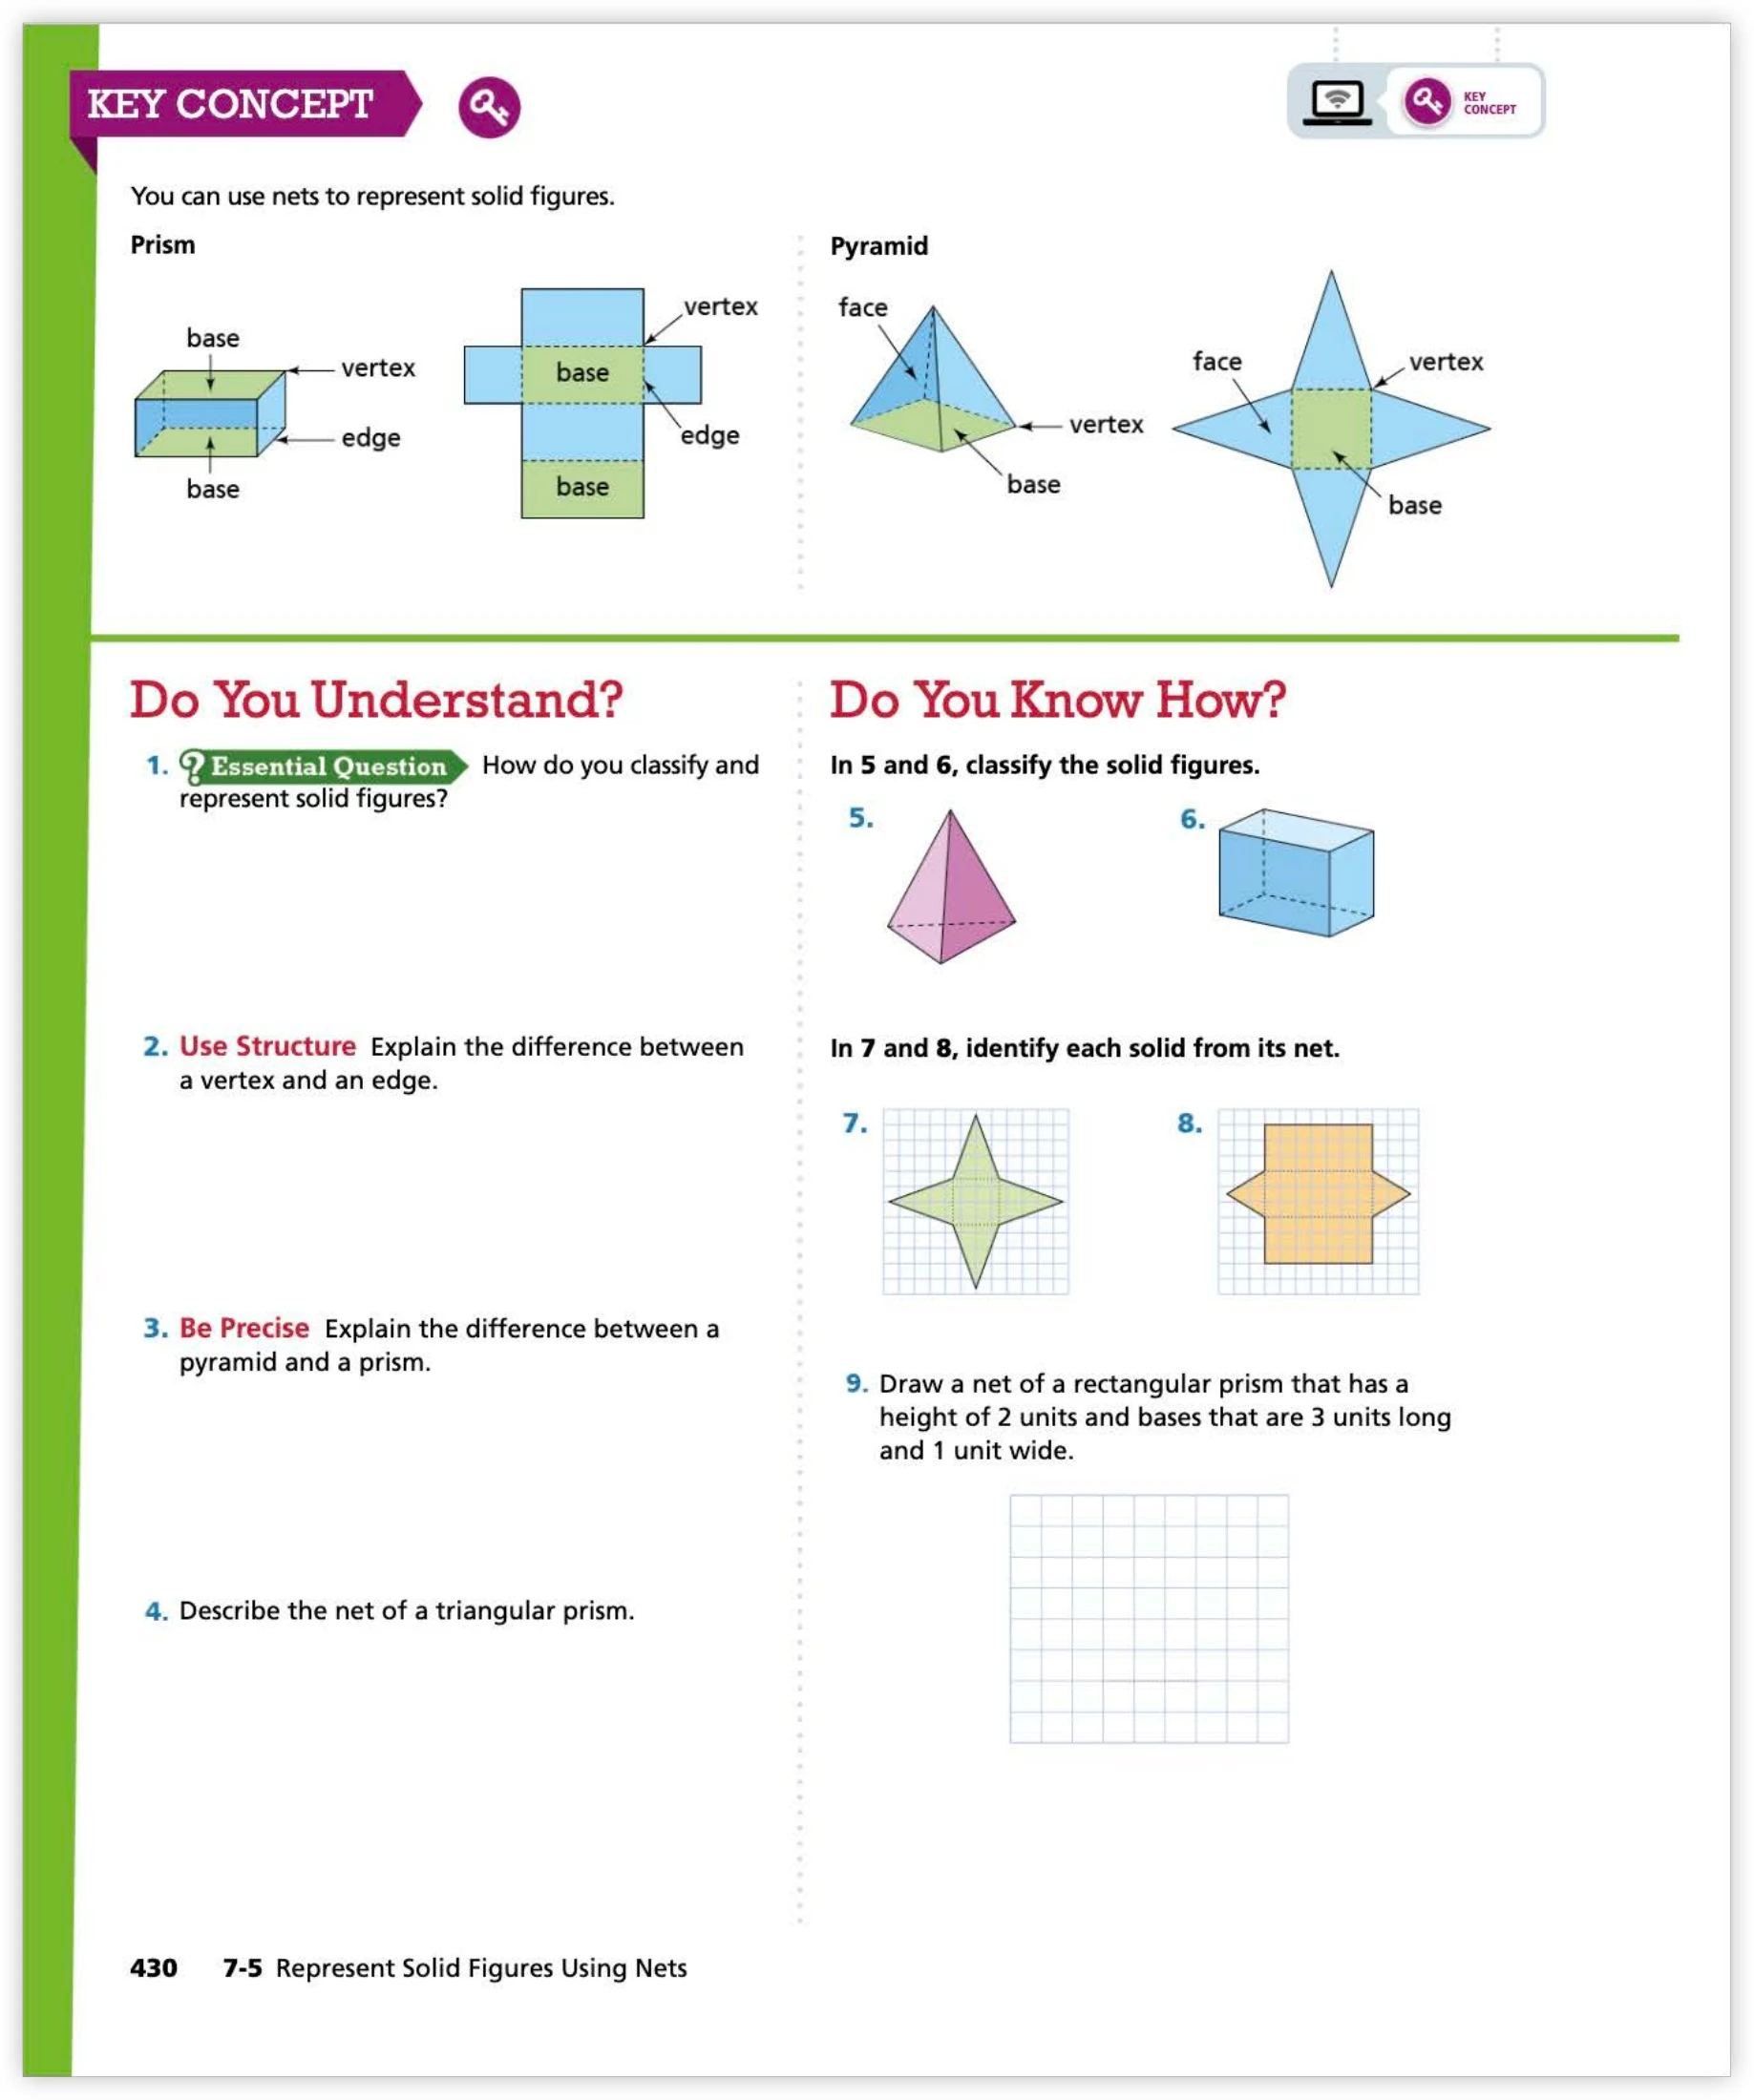 KEY CONCEPT
KEY
CONCEPT
You can use nets to represent solid figures.
Prism
base
vertex
edge
base
vertex
base
edge
base
Pyramid
face
vertex
base
face
vertex
base
Do You Understand?
1. ? Essential Question How do you classify and
represent solid figures?
2. Use Structure Explain the difference between
a vertex and an edge.
3. Be Precise Explain the difference between a
pyramid and a prism.
4. Describe the net of a triangular prism.
Do You Know How?
In 5 and 6, classify the solid figures.
5.
6.
In 7 and 8, identify each solid from its net.
7.
8.
9. Draw a net of a rectangular prism that has a
height of 2 units and bases that are 3 units long
and 1 unit wide.
430 7-5 Represent Solid Figures Using Nets